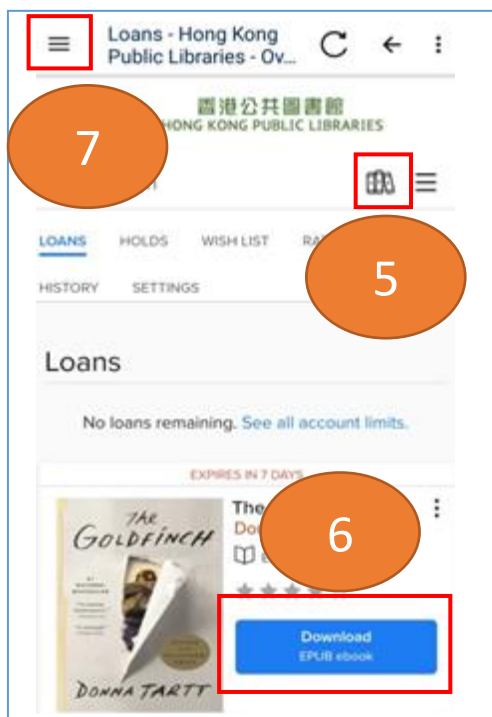 Loans - Hong Kong
Public Libraries - Ov...
香港公共圖書館
HONG KONG PUBLIC LIBRARIES
7
5
LOANS HOLDS WISH LIST
HISTORY SETTINGS
Loans
No loans remaining. See all account limits.
EXPIRES IN 7 DAYS
The
6
THE
GOLDFINCH
DONNA TARTT
Download
EPUB ebook